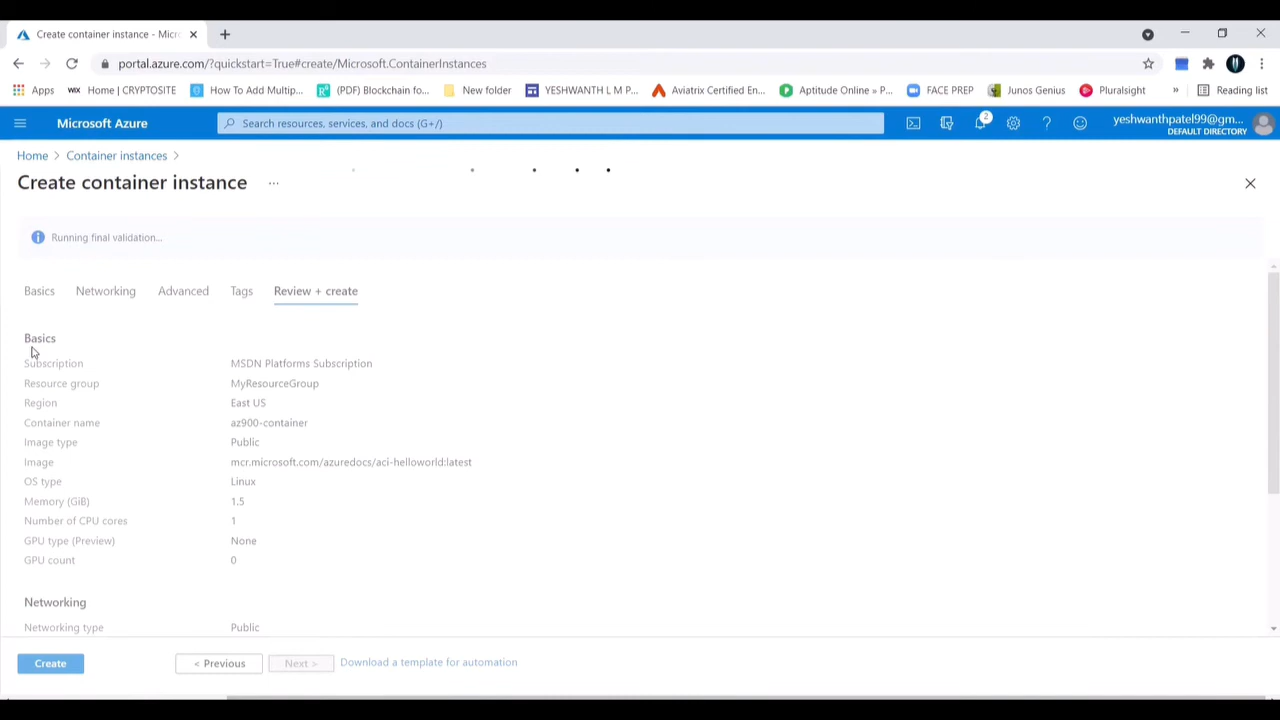 Create container instance - Micr
portal.azure.com/?quickstart=True#create/Microsoft.ContainerInstances
Apps WIX Home | CRYPTOSITE How To Add Multip... (PDF) Blockchain fo... New folder YESHWANTH L M P... Aviatrix Certified En... Aptitude Online » P... FACE PREP Junos Genius Pluralsight » Reading list
Microsoft Azure Search resources, services, and docs (G+/) 2 yeshwanthpatel99@gm...
DEFAULT DIRECTORY
Home > Container instances >
Create container instance ...
Running final validation...
Basics Networking Advanced Tags Review + create
Basics
Subscription MSDN Platforms Subscription
Resource group MyResourceGroup
Region East US
Container name az900-container
Image type Public
Image mcr.microsoft.com/azuredocs/aci-helloworld:latest
OS type Linux
Memory (GiB) 1.5
Number of CPU cores 1
GPU type (Preview) None
GPU count 0
Networking
Networking type Public
Create < Previous Next > Download a template for automation